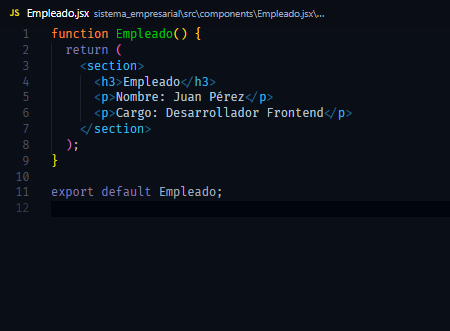 JS Empleado.jsx sistema_empresarial\src\components\Empleado.jsx\...
1 function Empleado() {
2   return (
3     <section>
4       <h3>Empleado</h3>
5       <p>Nombre: Juan Pérez</p>
6       <p>Cargo: Desarrollador Frontend</p>
7     </section>
8   );
9 }
10
11 export default Empleado;
12